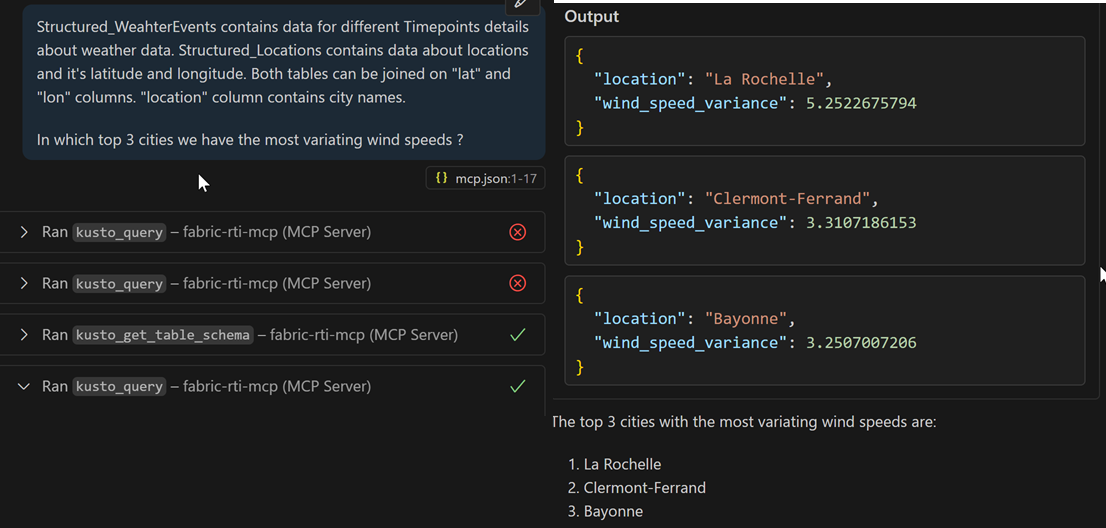 Structured_WeahterEvents contains data for different Timepoints details
about weather data. Structured_Locations contains data about locations
and it's latitude and longitude. Both tables can be joined on "lat" and
"lon" columns. "location" column contains city names.
In which top 3 cities we have the most variating wind speeds ?
{} mcp.json:1-17
Ran kusto_query – fabric-rti-mcp (MCP Server)
Ran kusto_query – fabric-rti-mcp (MCP Server)
Ran kusto_get_table_schema – fabric-rti-mcp (MCP Server)
Ran kusto_query – fabric-rti-mcp (MCP Server)
Output
{
"location": "La Rochelle",
"wind_speed_variance": 5.2522675794
}
{
"location": "Clermont-Ferrand",
"wind_speed_variance": 3.3107186153
}
{
"location": "Bayonne",
"wind_speed_variance": 3.2507007206
}
The top 3 cities with the most variating wind speeds are:
1. La Rochelle
2. Clermont-Ferrand
3. Bayonne